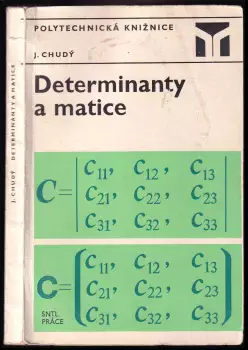 J. CHUDÝ DETERMINANTY A MATICE
POLYTECHNICKÁ KNIŽNICE
J. CHUDÝ
Determinanty
a matice
C = | c11, c12, c13 |
| c21, c22, c23 |
| c31, c32, c33 |
C = ( c11, c12, c13 )
( c21, c22, c23 )
( c31, c32, c33 )
SNTL
PRÁCE